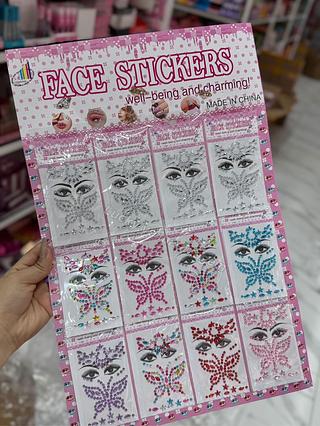 FACE STICKERS
well-being and charming!
MADE IN CHINA